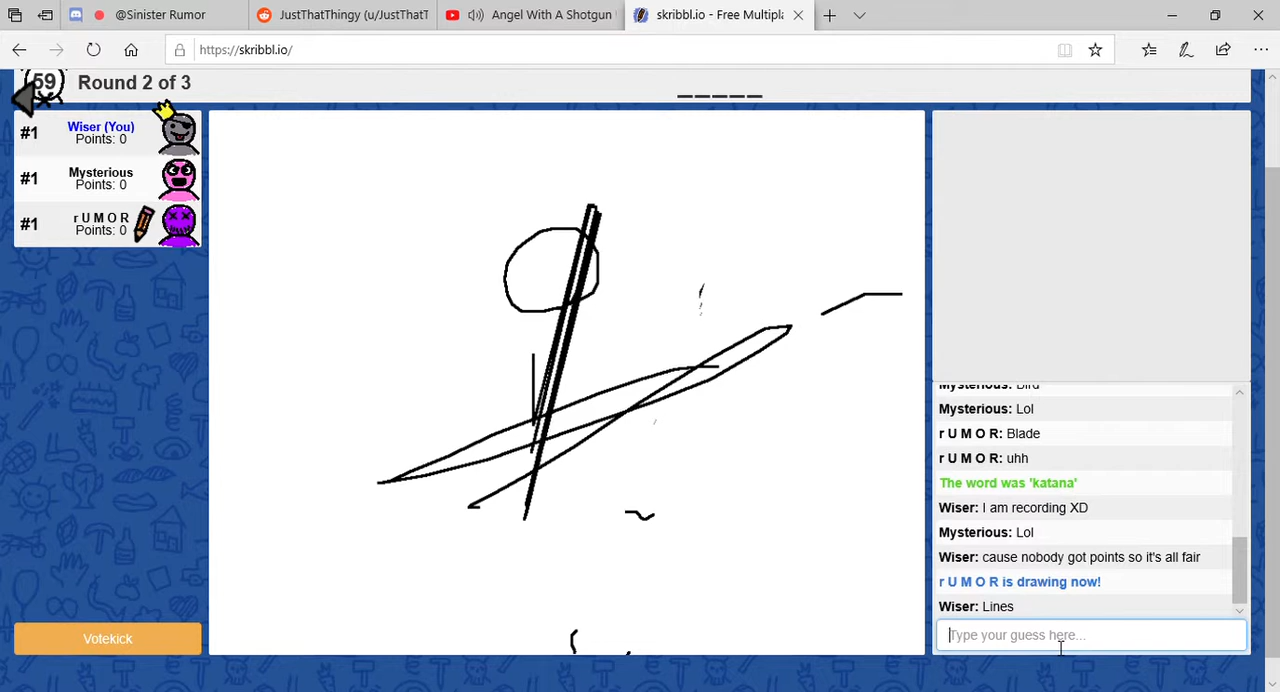 @Sinister Rumor
JustThatThingy (u/JustThatT
Angel With A Shotgun
skribbl.io - Free Multipla
https://skribbl.io/
59
Round 2 of 3
_____
#1
Wiser (You)
Points: 0
#1
Mysterious
Points: 0
#1
r U M O R
Points: 0
Votekick
Mysterious: Bird
Mysterious: Lol
r U M O R: Blade
r U M O R: uhh
The word was 'katana'
Wiser: I am recording XD
Mysterious: Lol
Wiser: cause nobody got points so it's all fair
r U M O R is drawing now!
Wiser: Lines
Type your guess here...